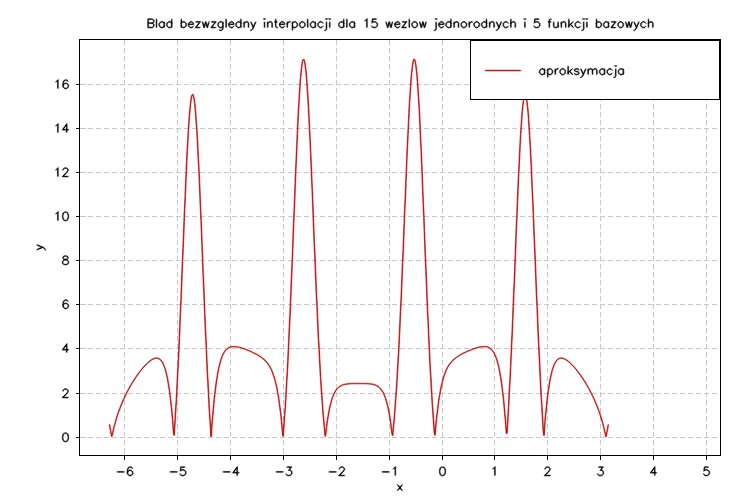 Blad bezwzgledny interpolacji dla 15 wezlow jednorodnych i 5 funkcji bazowych
aproksymacja
16
14
12
10
8
6
4
2
0
y
−6 −5 −4 −3 −2 −1 0 1 2 3 4 5
x